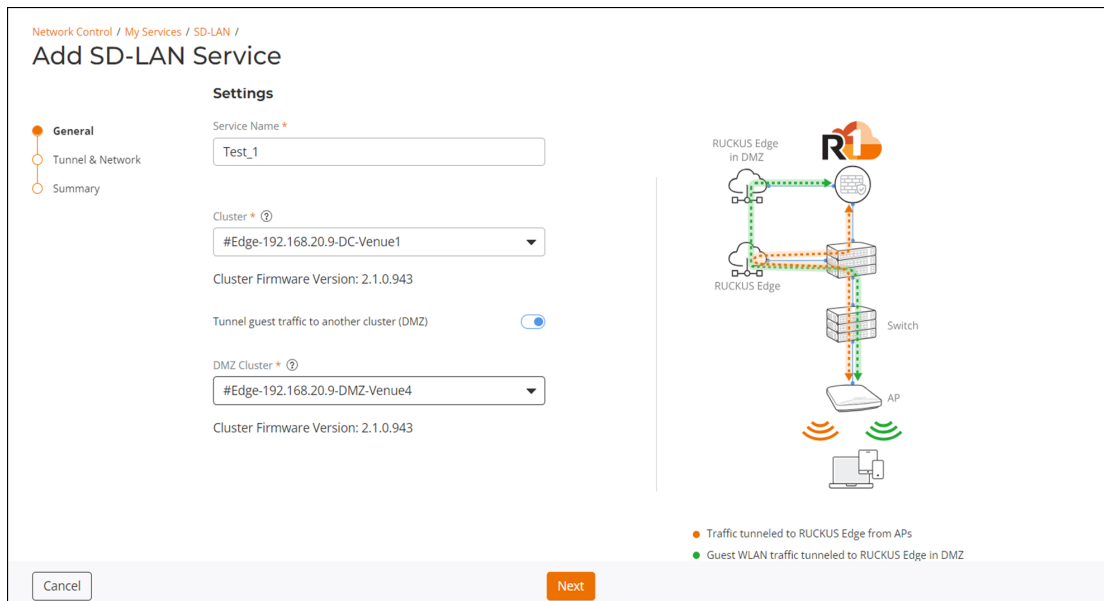 Network Control / My Services / SD-LAN /
Add SD-LAN Service
General
Tunnel & Network
Summary
Settings
Service Name *
Test_1
Cluster * ?
#Edge-192.168.20.9-DC-Venue1
Cluster Firmware Version: 2.1.0.943
Tunnel guest traffic to another cluster (DMZ)
DMZ Cluster * ?
#Edge-192.168.20.9-DMZ-Venue4
Cluster Firmware Version: 2.1.0.943
RUCKUS Edge
in DMZ
R1
RUCKUS Edge
Switch
AP
Traffic tunneled to RUCKUS Edge from APs
Guest WLAN traffic tunneled to RUCKUS Edge in DMZ
Cancel
Next